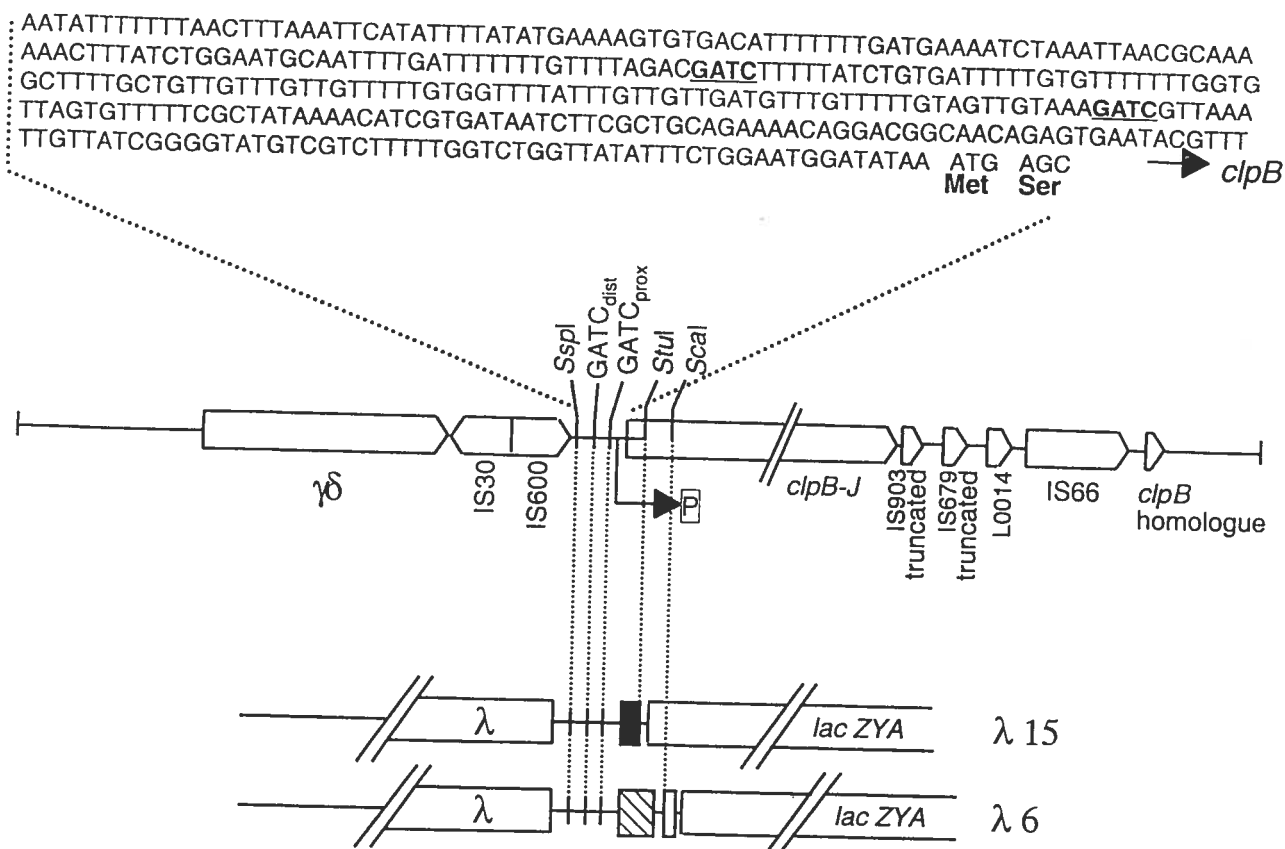 AATATTTTTTTAACTTTAAATTCATATTTTATATGAAAAGTGTGACATTTTTTTGATGAAAATCTAAATTAACGCAAA
AAACTTTATCTGGAATGCAATTTTGATTTTTTTGTTTTAGACGATCTTTTTATCTGTGATTTTTGTGTTTTTTTGGTG
GCTTTTGCTGTTGTTTGTTGTTTTTGTGGTTTTATTTGTTGTTGATGTTTGTTTTTGTAGTTGTAAAGATCGTTAAA
TTAGTGTTTTTCGCTATAAAACATCGTGATAATCTTCGCTGCAGAAAACAGGACGGCAACAGAGTGAATACGTTT
TTGTTATCGGGGTATGTCGTCTTTTTGGTCTGGTTATATTTCTGGAATGGATATAA ATG AGC
clpB
Met Ser
SspI
GATCdist
GATCprox
StuI
ScaI
γδ
IS30
IS600
P
clpB-J
IS903 truncated
IS679 truncated
L0014
IS66
clpB
homologue
λ lac ZYA λ 15
λ lac ZYA λ 6